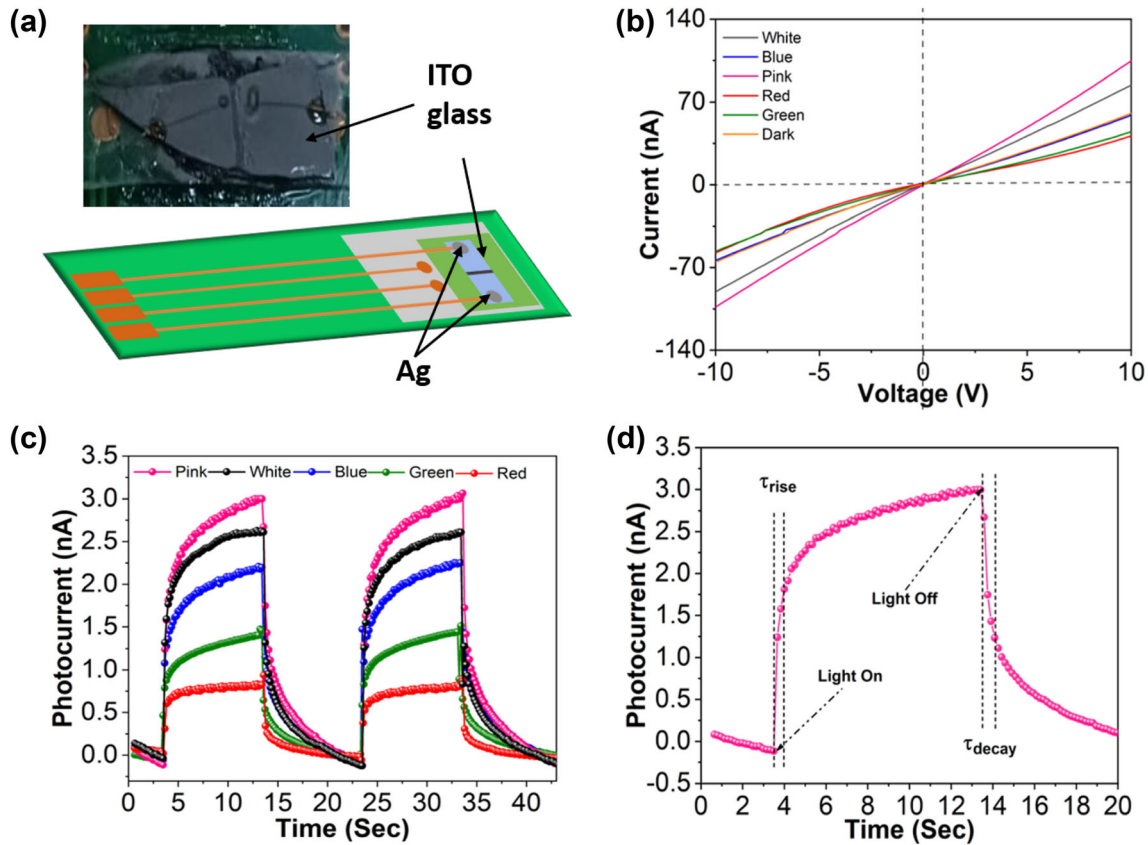 (a)
ITO
glass
Ag
(b)
140
70
0
-70
-140
Current (nA)
White
Blue
Pink
Red
Green
Dark
-10
-5
0
5
10
Voltage (V)
(c)
3.5
3.0
2.5
2.0
1.5
1.0
0.5
0.0
Photocurrent (nA)
Pink White Blue Green Red
0 5 10 15 20 25 30 35 40
Time (Sec)
(d)
3.5
3.0
2.5
2.0
1.5
1.0
0.5
0.0
-0.5
Photocurrent (nA)
τrise
Light Off
Light On
τdecay
0 2 4 6 8 10 12 14 16 18 20
Time (Sec)